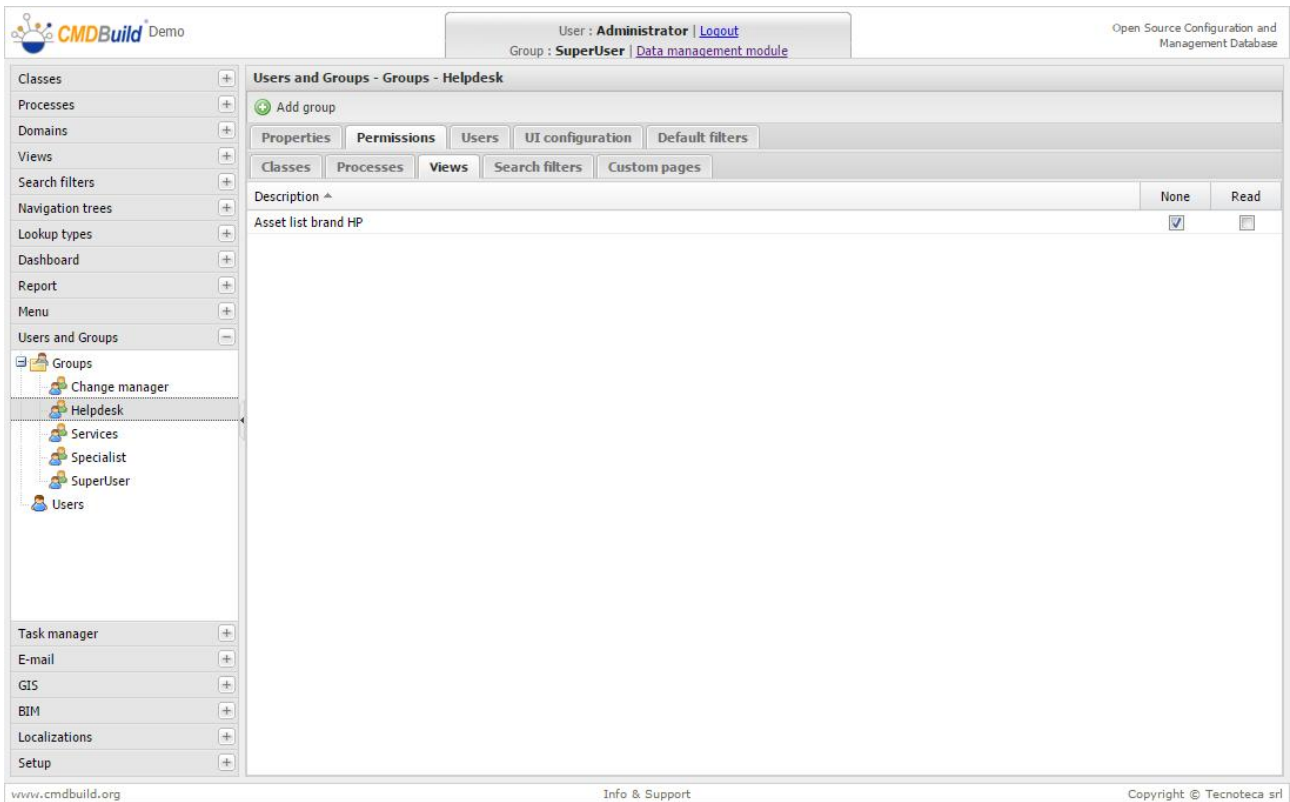 CMDBuild Demo
User : Administrator | Logout
Group : SuperUser | Data management module
Open Source Configuration and
Management Database
Classes
Processes
Domains
Views
Search filters
Navigation trees
Lookup types
Dashboard
Report
Menu
Users and Groups
Groups
Change manager
Helpdesk
Services
Specialist
SuperUser
Users
Task manager
E-mail
GIS
BIM
Localizations
Setup
Users and Groups - Groups - Helpdesk
Add group
Properties Permissions Users UI configuration Default filters
Classes Processes Views Search filters Custom pages
Description None Read
Asset list brand HP
www.cmdbuild.org Info & Support Copyright © Tecnoteca srl